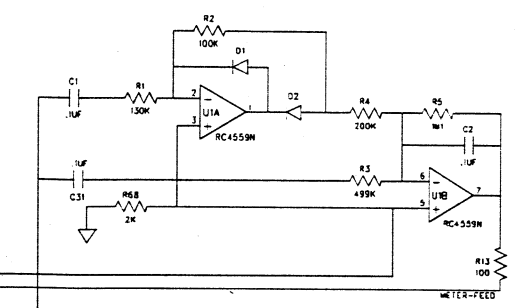 R2
100K
D1
C1
.1UF
R1
130K
2
U1A
1
3
RC4559N
D2
R4
200K
R5
1M1
C2
.1UF
.1UF
C31
R3
499K
R68
2K
6
U1B
7
5
RC4559N
R13
100
METER-FEED